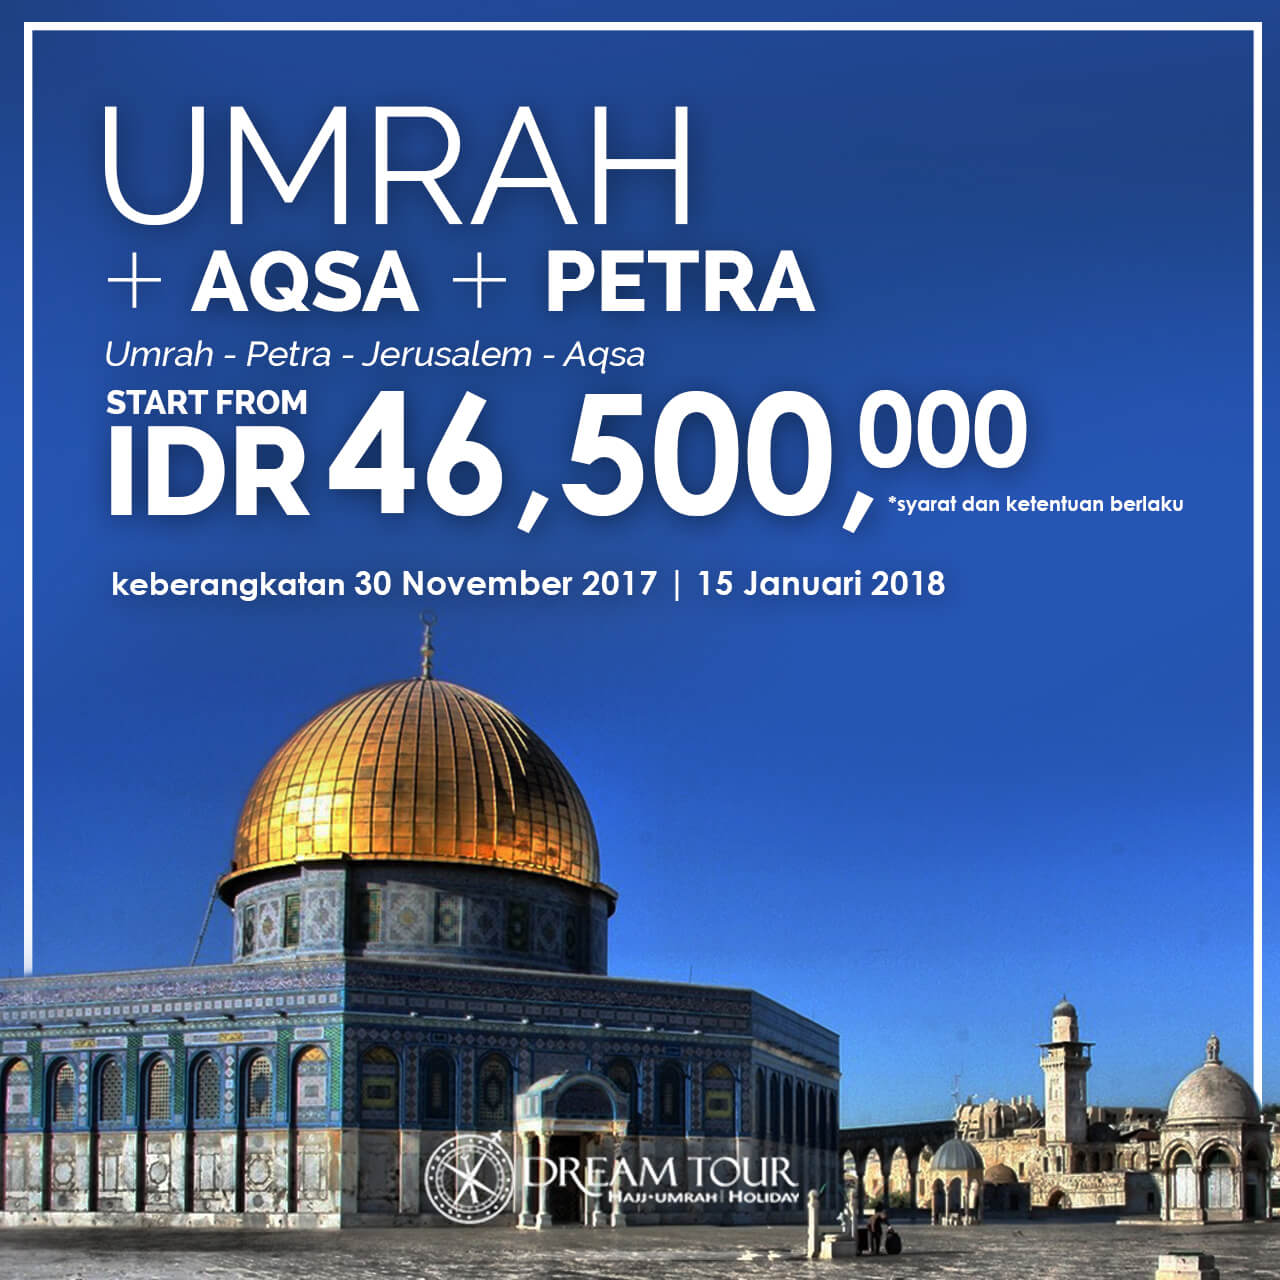 UMRAH
+ AQSA + PETRA
Umrah - Petra - Jerusalem - Aqsa
START FROM
IDR 46,500,000
*syarat dan ketentuan berlaku
keberangkatan 30 November 2017 | 15 Januari 2018
DREAM TOUR
HAJJ•UMRAH|HOLIDAY